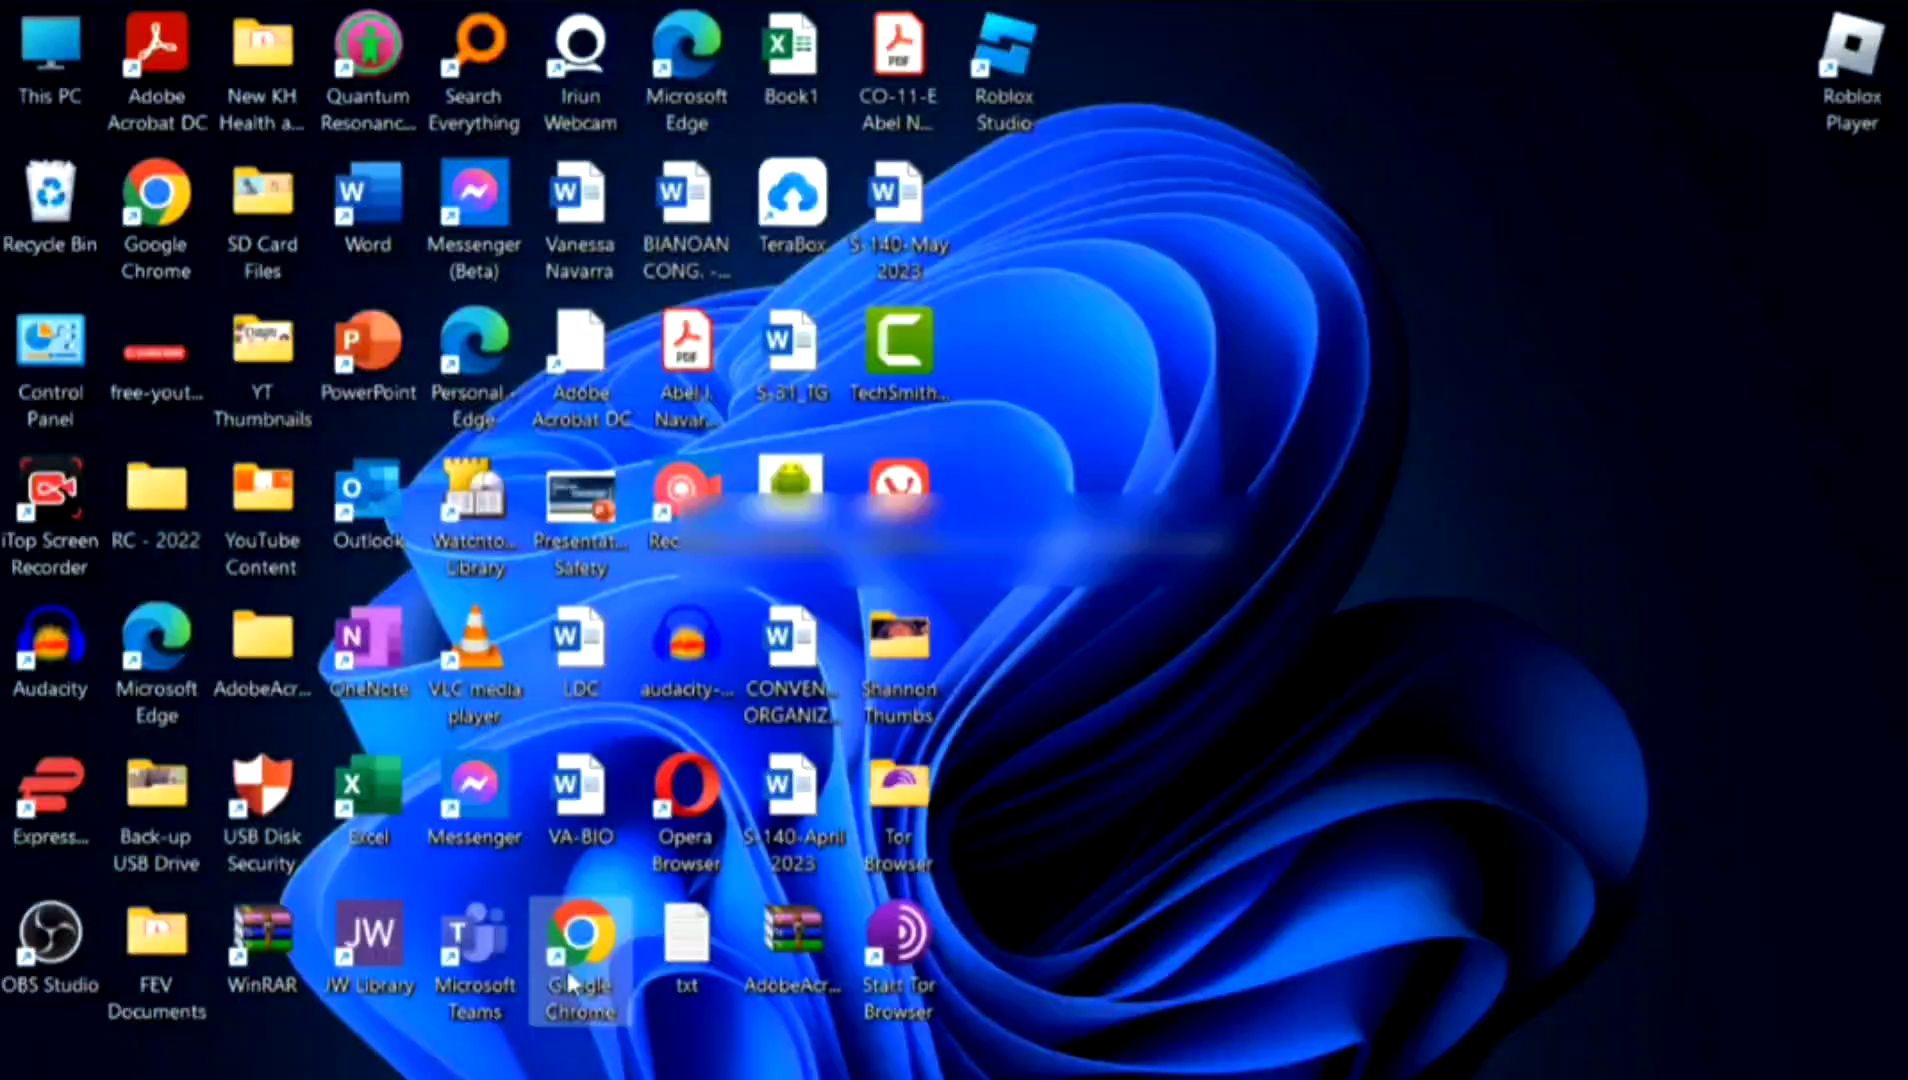 This PC
Adobe
Acrobat DC
New KH
Health a...
Quantum
Resonanc...
Search
Everything
Iriun
Webcam
Microsoft
Edge
Book1
CO-11-E
Abel N...
Roblox
Studio
Roblox
Player
Recycle Bin
Google
Chrome
SD Card
Files
Word
Messenger
(Beta)
Vanessa
Navarra
BIANOAN
CONG. -...
TeraBox
S-140-May
2023
Control
Panel
free-yout...
YT
Thumbnails
PowerPoint
Personal -
Edge
Adobe
Acrobat DC
Abel I.
Navar...
S-31_TG
TechSmith...
iTop Screen
Recorder
RC - 2022
YouTube
Content
Outlook
Watchto...
Library
Presentat...
Safety
Audacity
Microsoft
Edge
AdobeAcr...
OneNote
VLC media
player
LDC
audacity-...
CONVEN...
ORGANIZ...
Shannon
Thumbs
Express...
Back-up
USB Drive
USB Disk
Security
Excel
Messenger
VA-BIO
Opera
Browser
S-140-April
2023
Tor
Browser
OBS Studio
FEV
Documents
WinRAR
JW Library
Microsoft
Teams
Google
Chrome
txt
AdobeAcr...
Start Tor
Browser